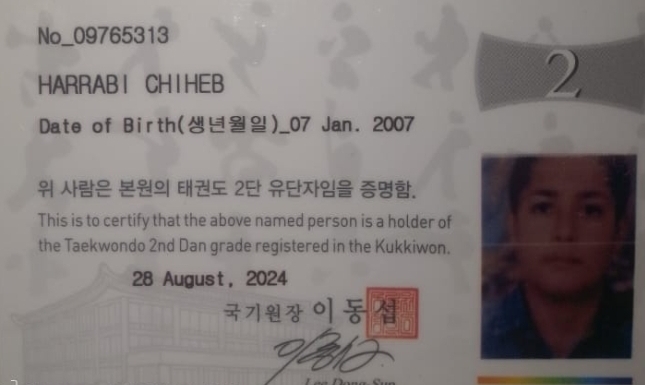 No_09765313
2
HARRABI CHIHEB
Date of Birth(생년월일)_07 Jan. 2007
위 사람은 본원의 태권도 2단 유단자임을 증명함.
This is to certify that the above named person is a holder of
the Taekwondo 2nd Dan grade registered in the Kukkiwon.
28 August, 2024
국기원장 이동섭